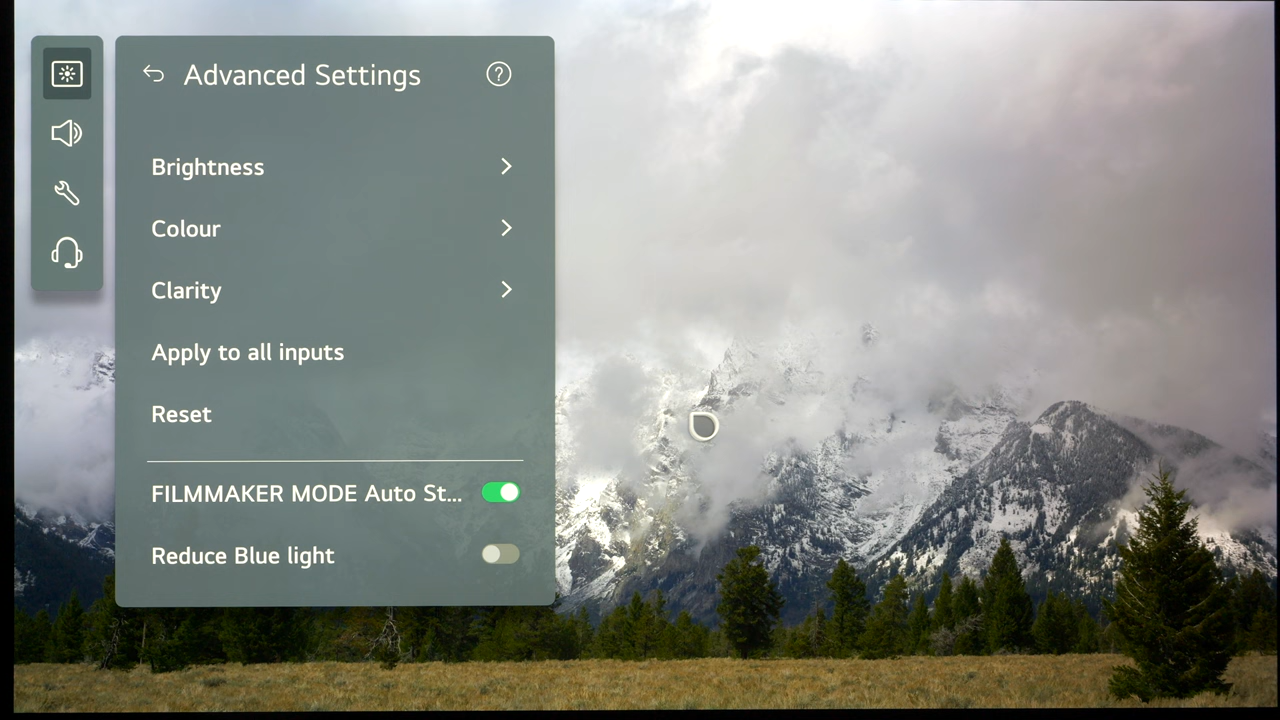 Advanced Settings
Brightness
Colour
Clarity
Apply to all inputs
Reset
FILMMAKER MODE Auto St...
Reduce Blue light